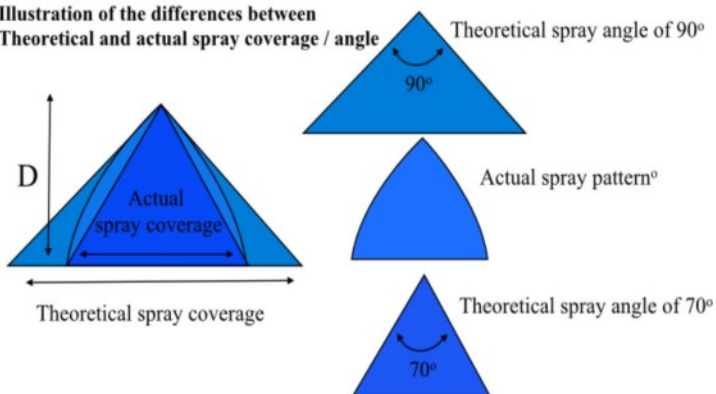 Illustration of the differences between
Theoretical and actual spray coverage / angle
Theoretical spray angle of 90º
90º
D
Actual
spray coverage
Actual spray patternº
Theoretical spray coverage
Theoretical spray angle of 70º
70º